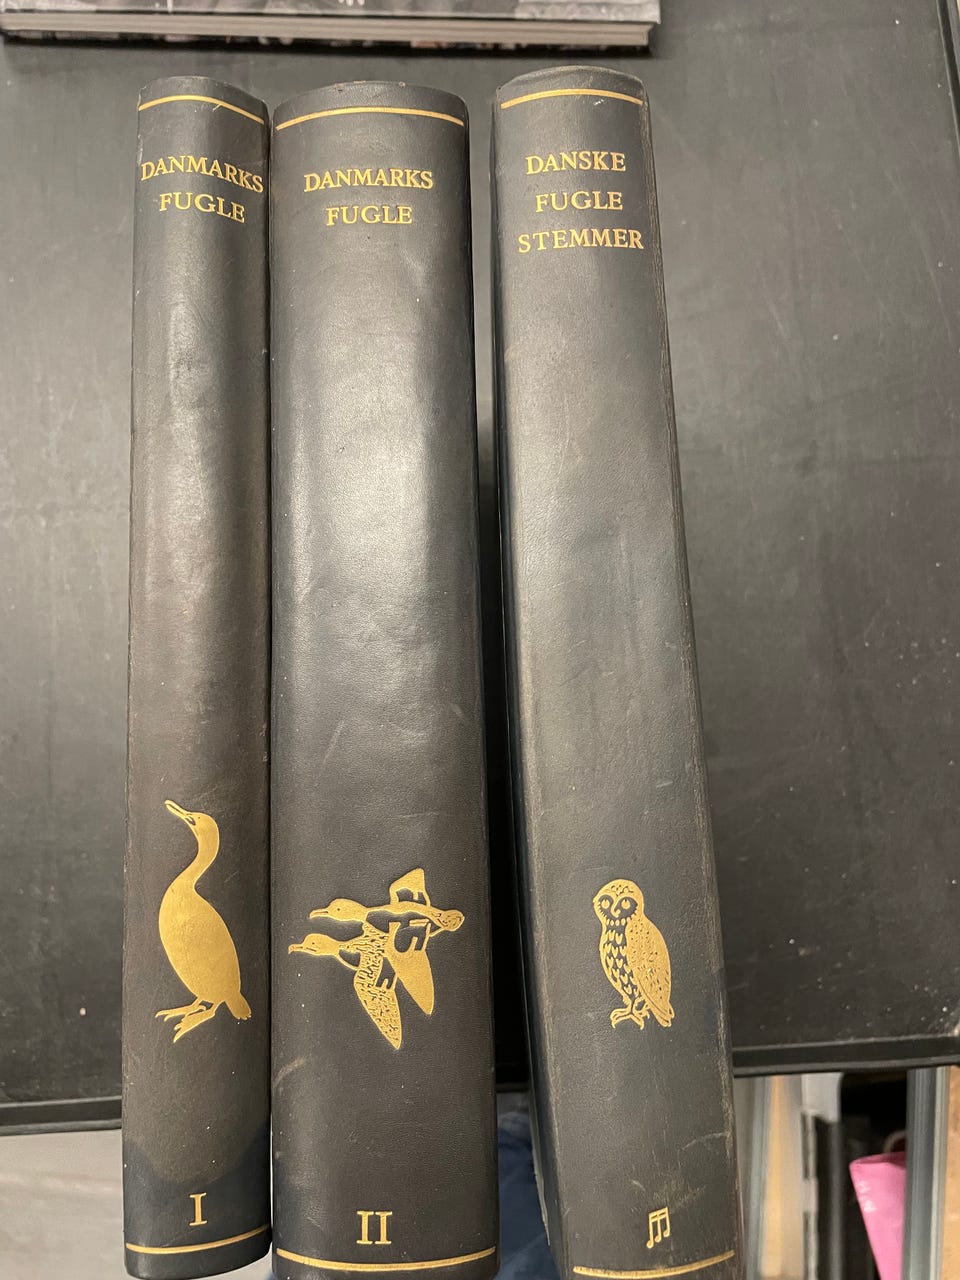 DANMARKS
FUGLE
I
DANMARKS
FUGLE
II
DANSKE
FUGLE
STEMMER